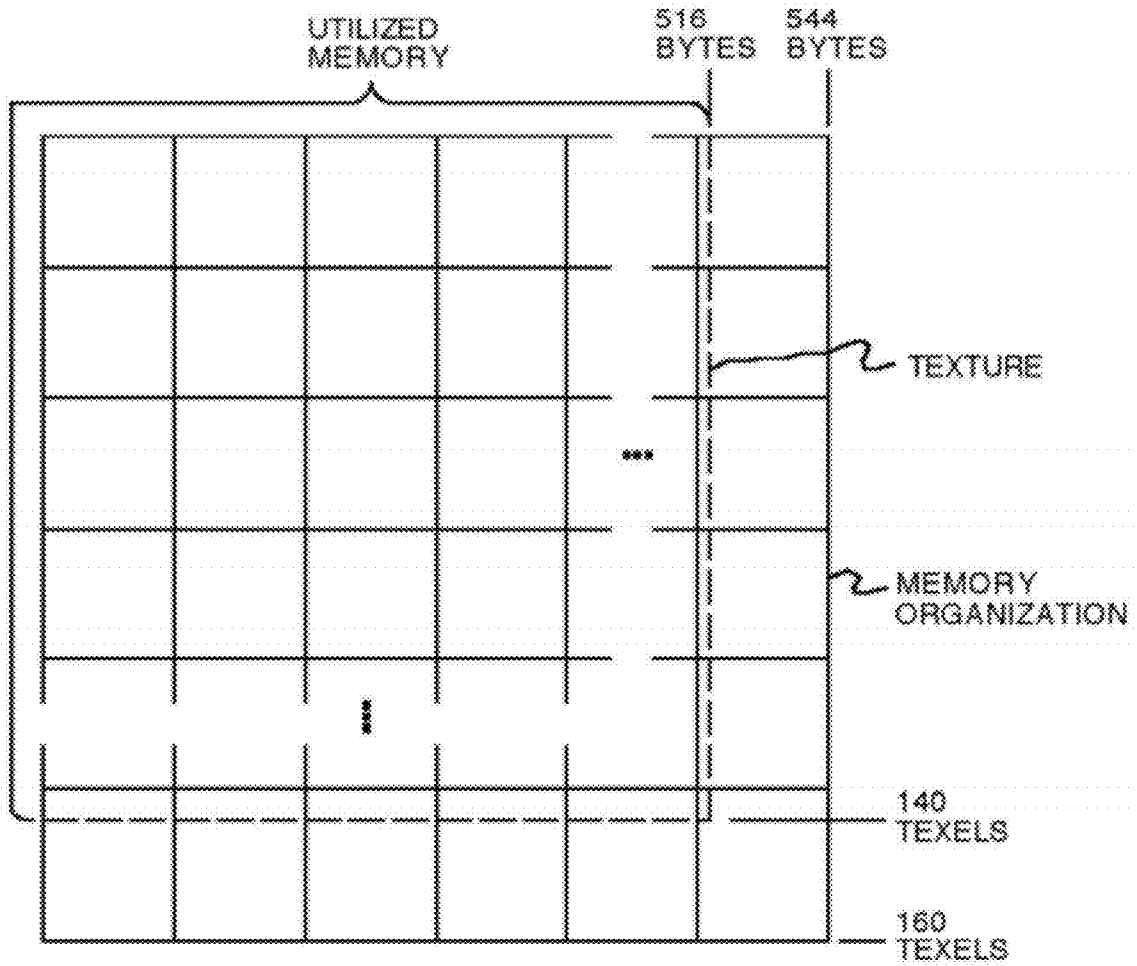 UTILIZED
MEMORY
516
BYTES
544
BYTES
TEXTURE
MEMORY
ORGANIZATION
140
TEXELS
160
TEXELS